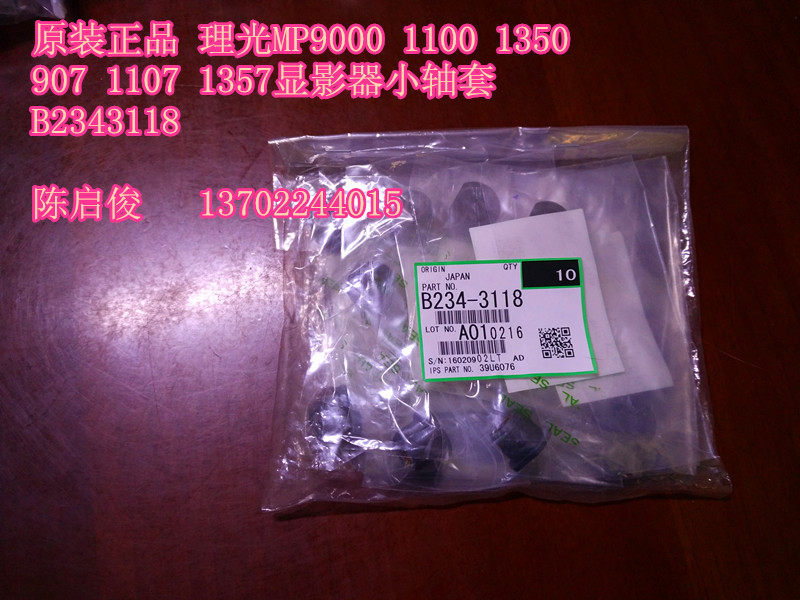 原装正品 理光MP9000 1100 1350
907 1107 1357显影器小轴套
B2343118
陈启俊 13702244015
ORIGIN
JAPAN
QTY
10
PART NO.
B234-3118
LOT NO. A010216
S/N:16020902LT AD
IPS PART NO. 39U6076
SEAL SEAL